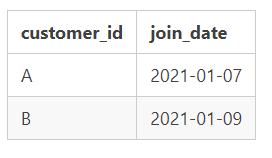 customer_id join_date
A 2021-01-07
B 2021-01-09